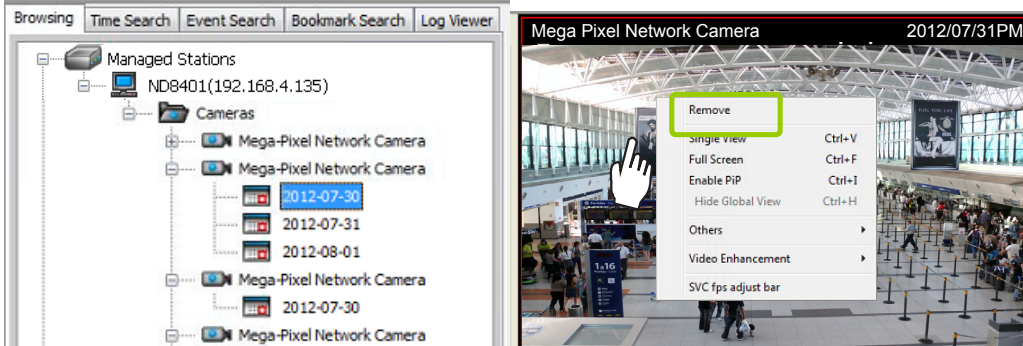 Browsing Time Search Event Search Bookmark Search Log Viewer
Managed Stations
ND8401(192.168.4.135)
Cameras
Mega-Pixel Network Camera
Mega-Pixel Network Camera
2012-07-30
2012-07-31
2012-08-01
Mega-Pixel Network Camera
2012-07-30
Mega-Pixel Network Camera
Mega Pixel Network Camera 2012/07/31PM
Remove
Single View Ctrl+V
Full Screen Ctrl+F
Enable PiP Ctrl+I
Hide Global View Ctrl+H
Others
Video Enhancement
SVC fps adjust bar
1a16